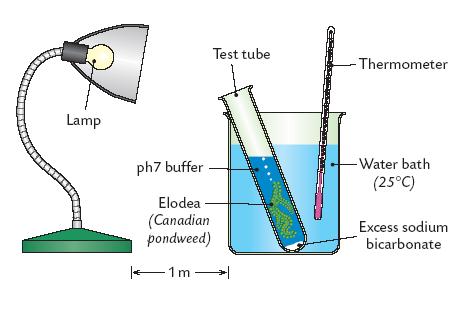 Test tube
Thermometer
Lamp
ph7 buffer
Water bath
(25°C)
Elodea
(Canadian
pondweed)
Excess sodium
bicarbonate
1 m